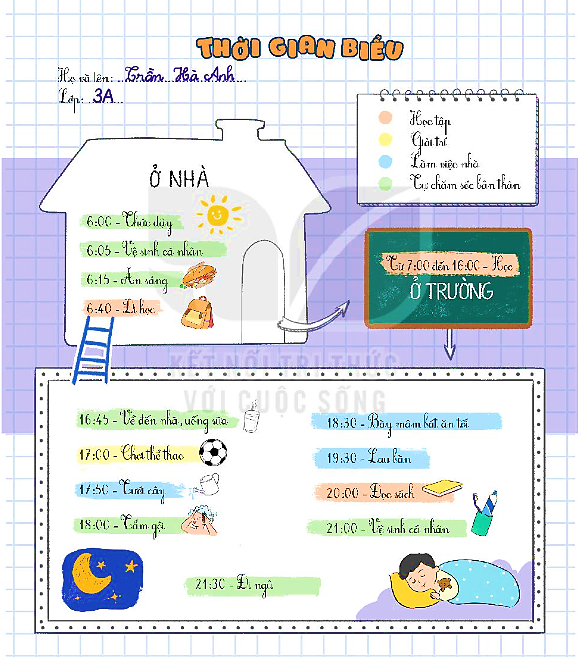 THỜI GIAN BIỂU
Họ và tên: ...Trần...Hà Anh...
Lớp: ..3A...
Học tập
Giải trí
Làm việc nhà
Tự chăm sóc bản thân
Ở NHÀ
6:00 - Thức dậy
6:05 - Vệ sinh cá nhân
6:15 - Ăn sáng
6:40 - Đi học
Từ 7:00 đến 16:00 - Học
Ở TRƯỜNG
KẾT NỐI TRI THỨC
VỚI CUỘC SỐNG
16:45 - Về đến nhà, uống sữa
17:00 - Chơi thể thao
17:50 - Tưới cây
18:00 - Tắm gội
18:30 - Bày mâm bát ăn tối
19:30 - Lau bàn
20:00 - Đọc sách
21:00 - Vệ sinh cá nhân
21:30 - Đi ngủ